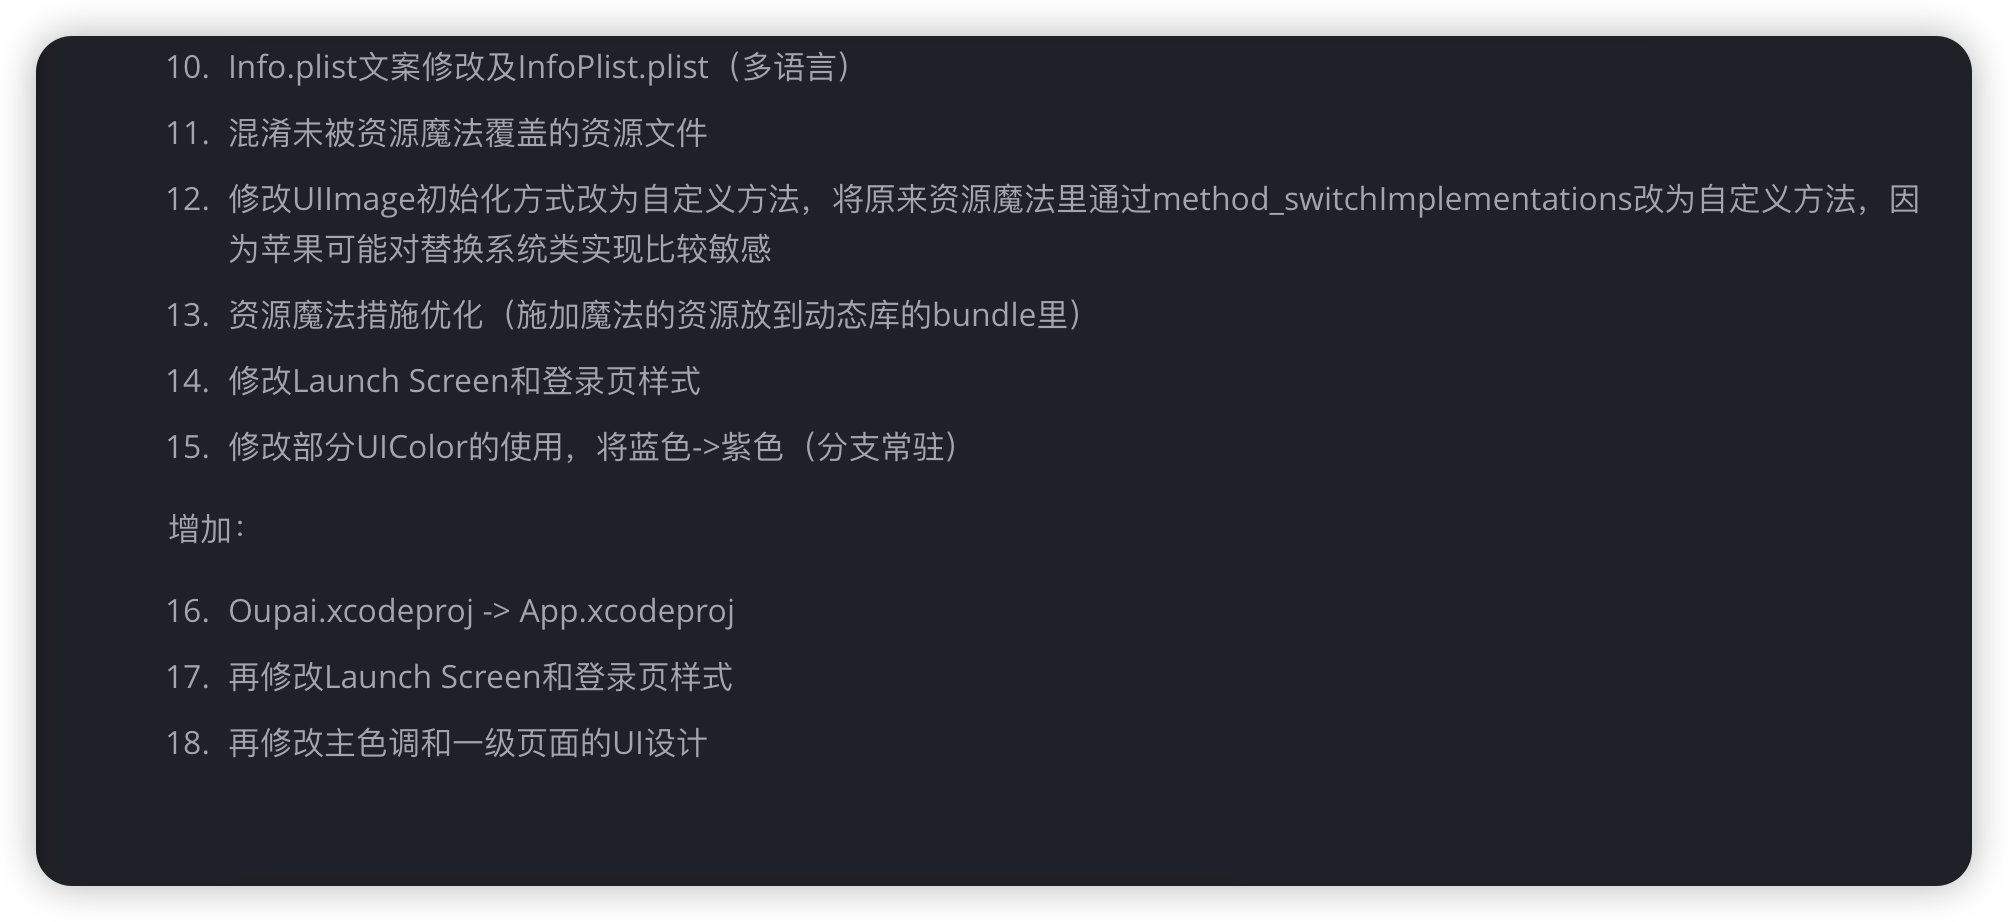 10. Info.plist文案修改及InfoPlist.plist（多语言）
11. 混淆未被资源魔法覆盖的资源文件
12. 修改UIImage初始化方式改为自定义方法，将原来资源魔法里通过method_switchImplementations改为自定义方法，因
为苹果可能对替换系统类实现比较敏感
13. 资源魔法措施优化（施加魔法的资源放到动态库的bundle里）
14. 修改Launch Screen和登录页样式
15. 修改部分UIColor的使用，将蓝色->紫色（分支常驻）
增加：
16. Oupai.xcodeproj -> App.xcodeproj
17. 再修改Launch Screen和登录页样式
18. 再修改主色调和一级页面的UI设计